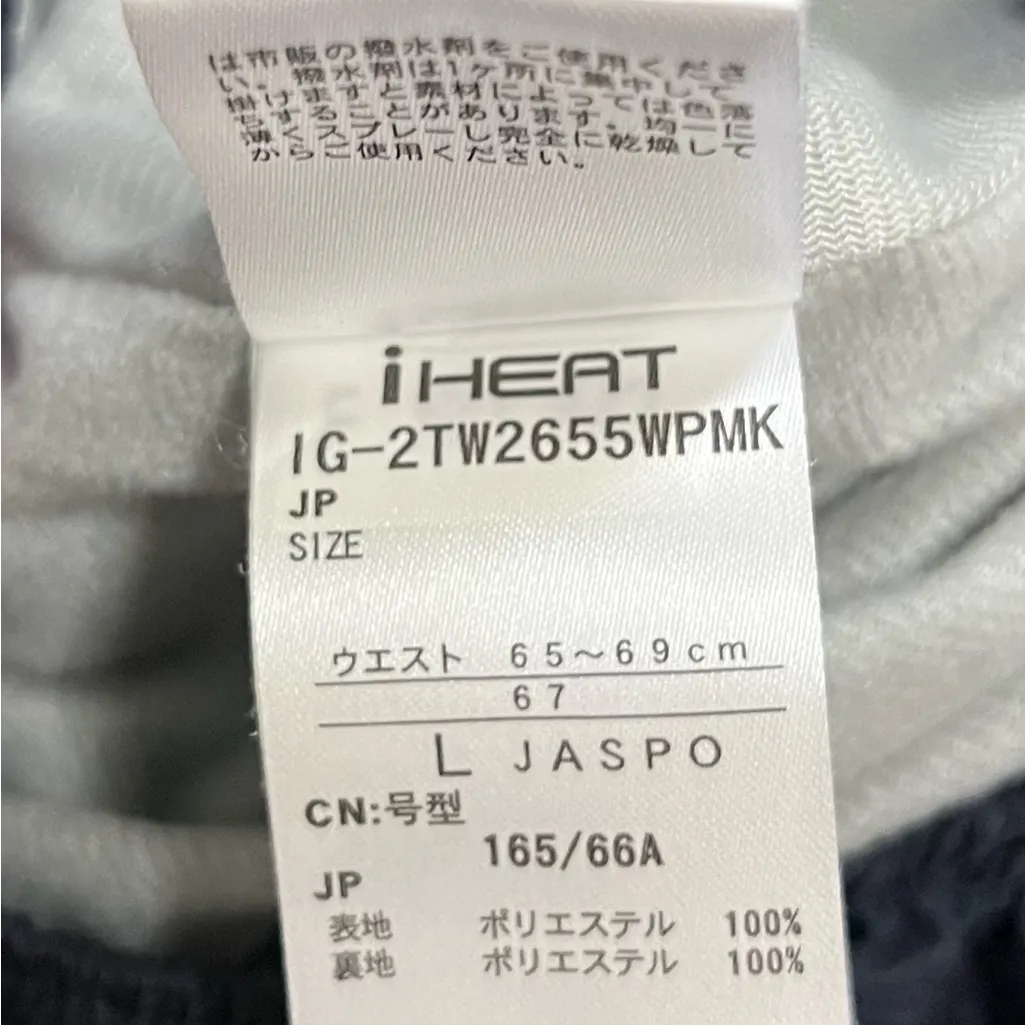 は市販の撥水剤をご使用くださ
い。撥水剤は1ヶ所に集中して
掛けますと素材によっては色落
ちすることがあります。均一に
薄くスプレーし完全に乾燥して
からご使用ください。
iHEAT
IG-2TW2655WPMK
JP
SIZE
ウエスト 65～69cm
67
L JASPO
CN:号型
165/66A
JP
表地 ポリエステル 100%
裏地 ポリエステル 100%